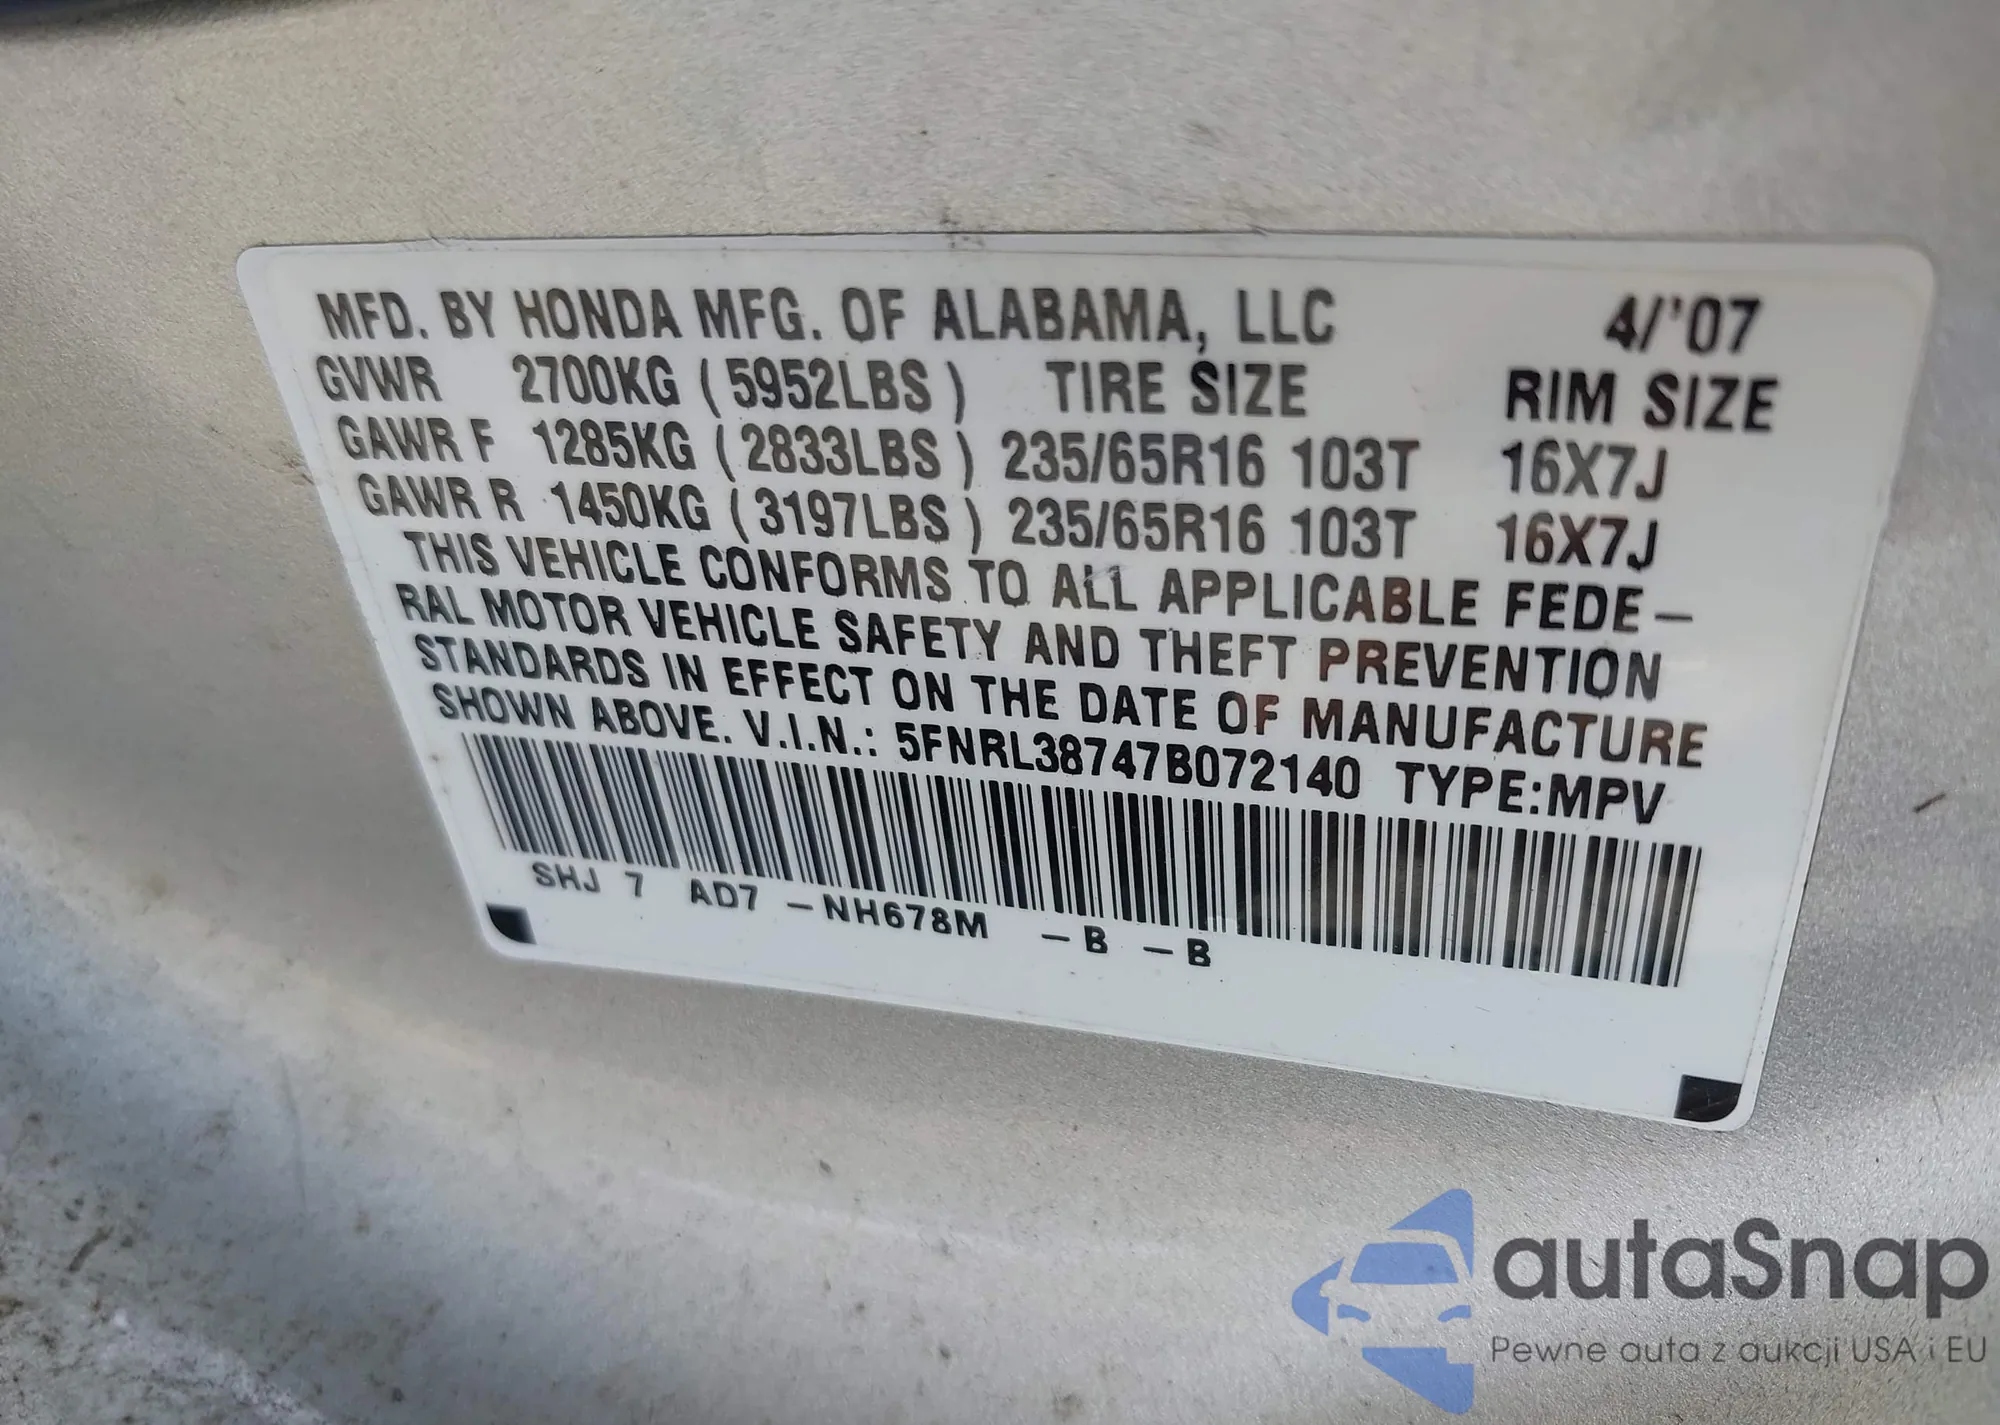 MFD. BY HONDA MFG. OF ALABAMA, LLC 4/'07
GVWR 2700KG (5952LBS) TIRE SIZE RIM SIZE
GAWR F 1285KG (2833LBS) 235/65R16 103T 16X7J
GAWR R 1450KG (3197LBS) 235/65R16 103T 16X7J
THIS VEHICLE CONFORMS TO ALL APPLICABLE FEDE-
RAL MOTOR VEHICLE SAFETY AND THEFT PREVENTION
STANDARDS IN EFFECT ON THE DATE OF MANUFACTURE
SHOWN ABOVE. V.I.N.: 5FNRL38747B072140 TYPE:MPV
SHJ 7 AD7 -NH678M -B -B
autaSnap
Pewne auta z aukcji USA i EU